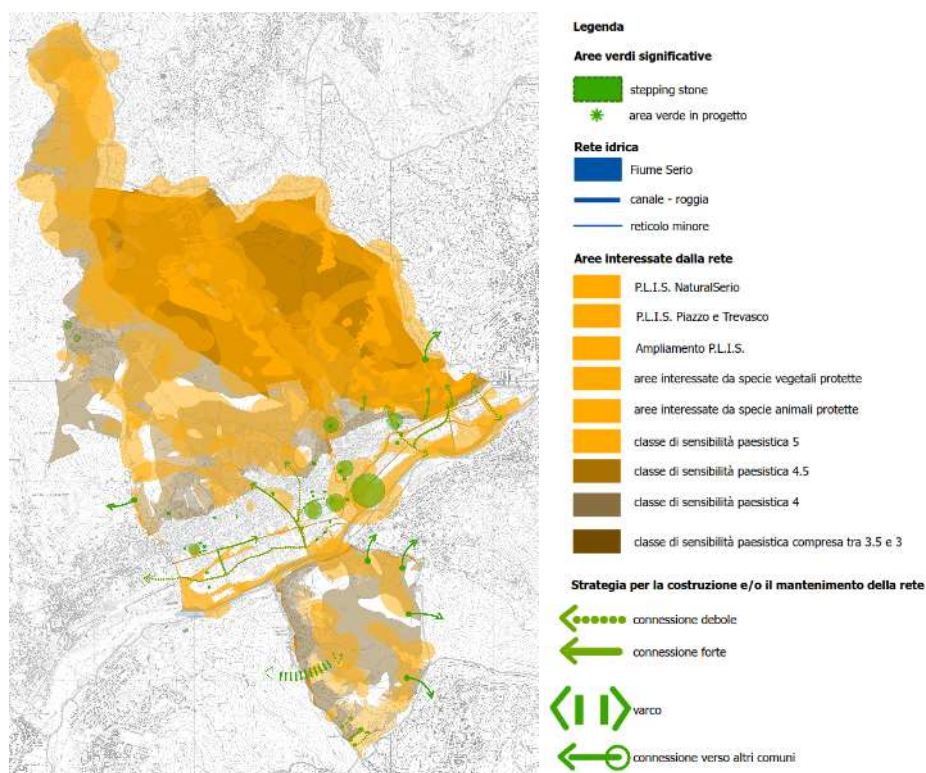 Legenda
Aree verdi significative
stepping stone
area verde in progetto
Rete idrica
Fiume Serio
canale - roggia
reticolo minore
Aree interessate dalla rete
P.L.I.S. NaturalSerio
P.L.I.S. Piazzo e Trevasco
Ampliamento P.L.I.S.
aree interessate da specie vegetali protette
aree interessate da specie animali protette
classe di sensibilità paesistica 5
classe di sensibilità paesistica 4.5
classe di sensibilità paesistica 4
classe di sensibilità paesistica compresa tra 3.5 e 3
Strategia per la costruzione e/o il mantenimento della rete
connessione debole
connessione forte
varco
connessione verso altri comuni